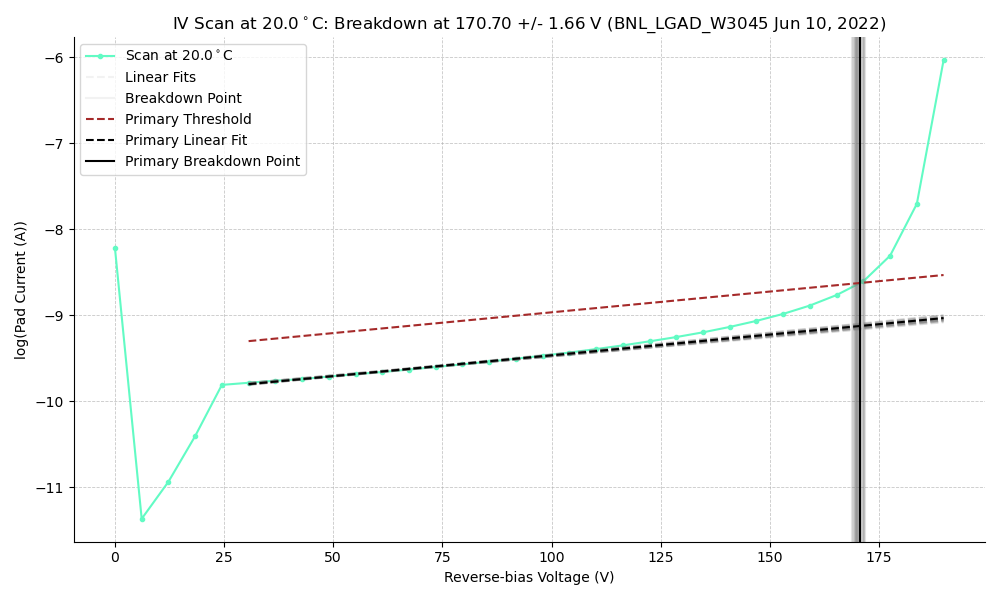 IV Scan at 20.0°C: Breakdown at 170.70 +/- 1.66 V (BNL_LGAD_W3045 Jun 10, 2022)
Scan at 20.0°C
Linear Fits
Breakdown Point
Primary Threshold
Primary Linear Fit
Primary Breakdown Point
log(Pad Current (A))
−6
−7
−8
−9
−10
−11
0 25 50 75 100 125 150 175
Reverse-bias Voltage (V)